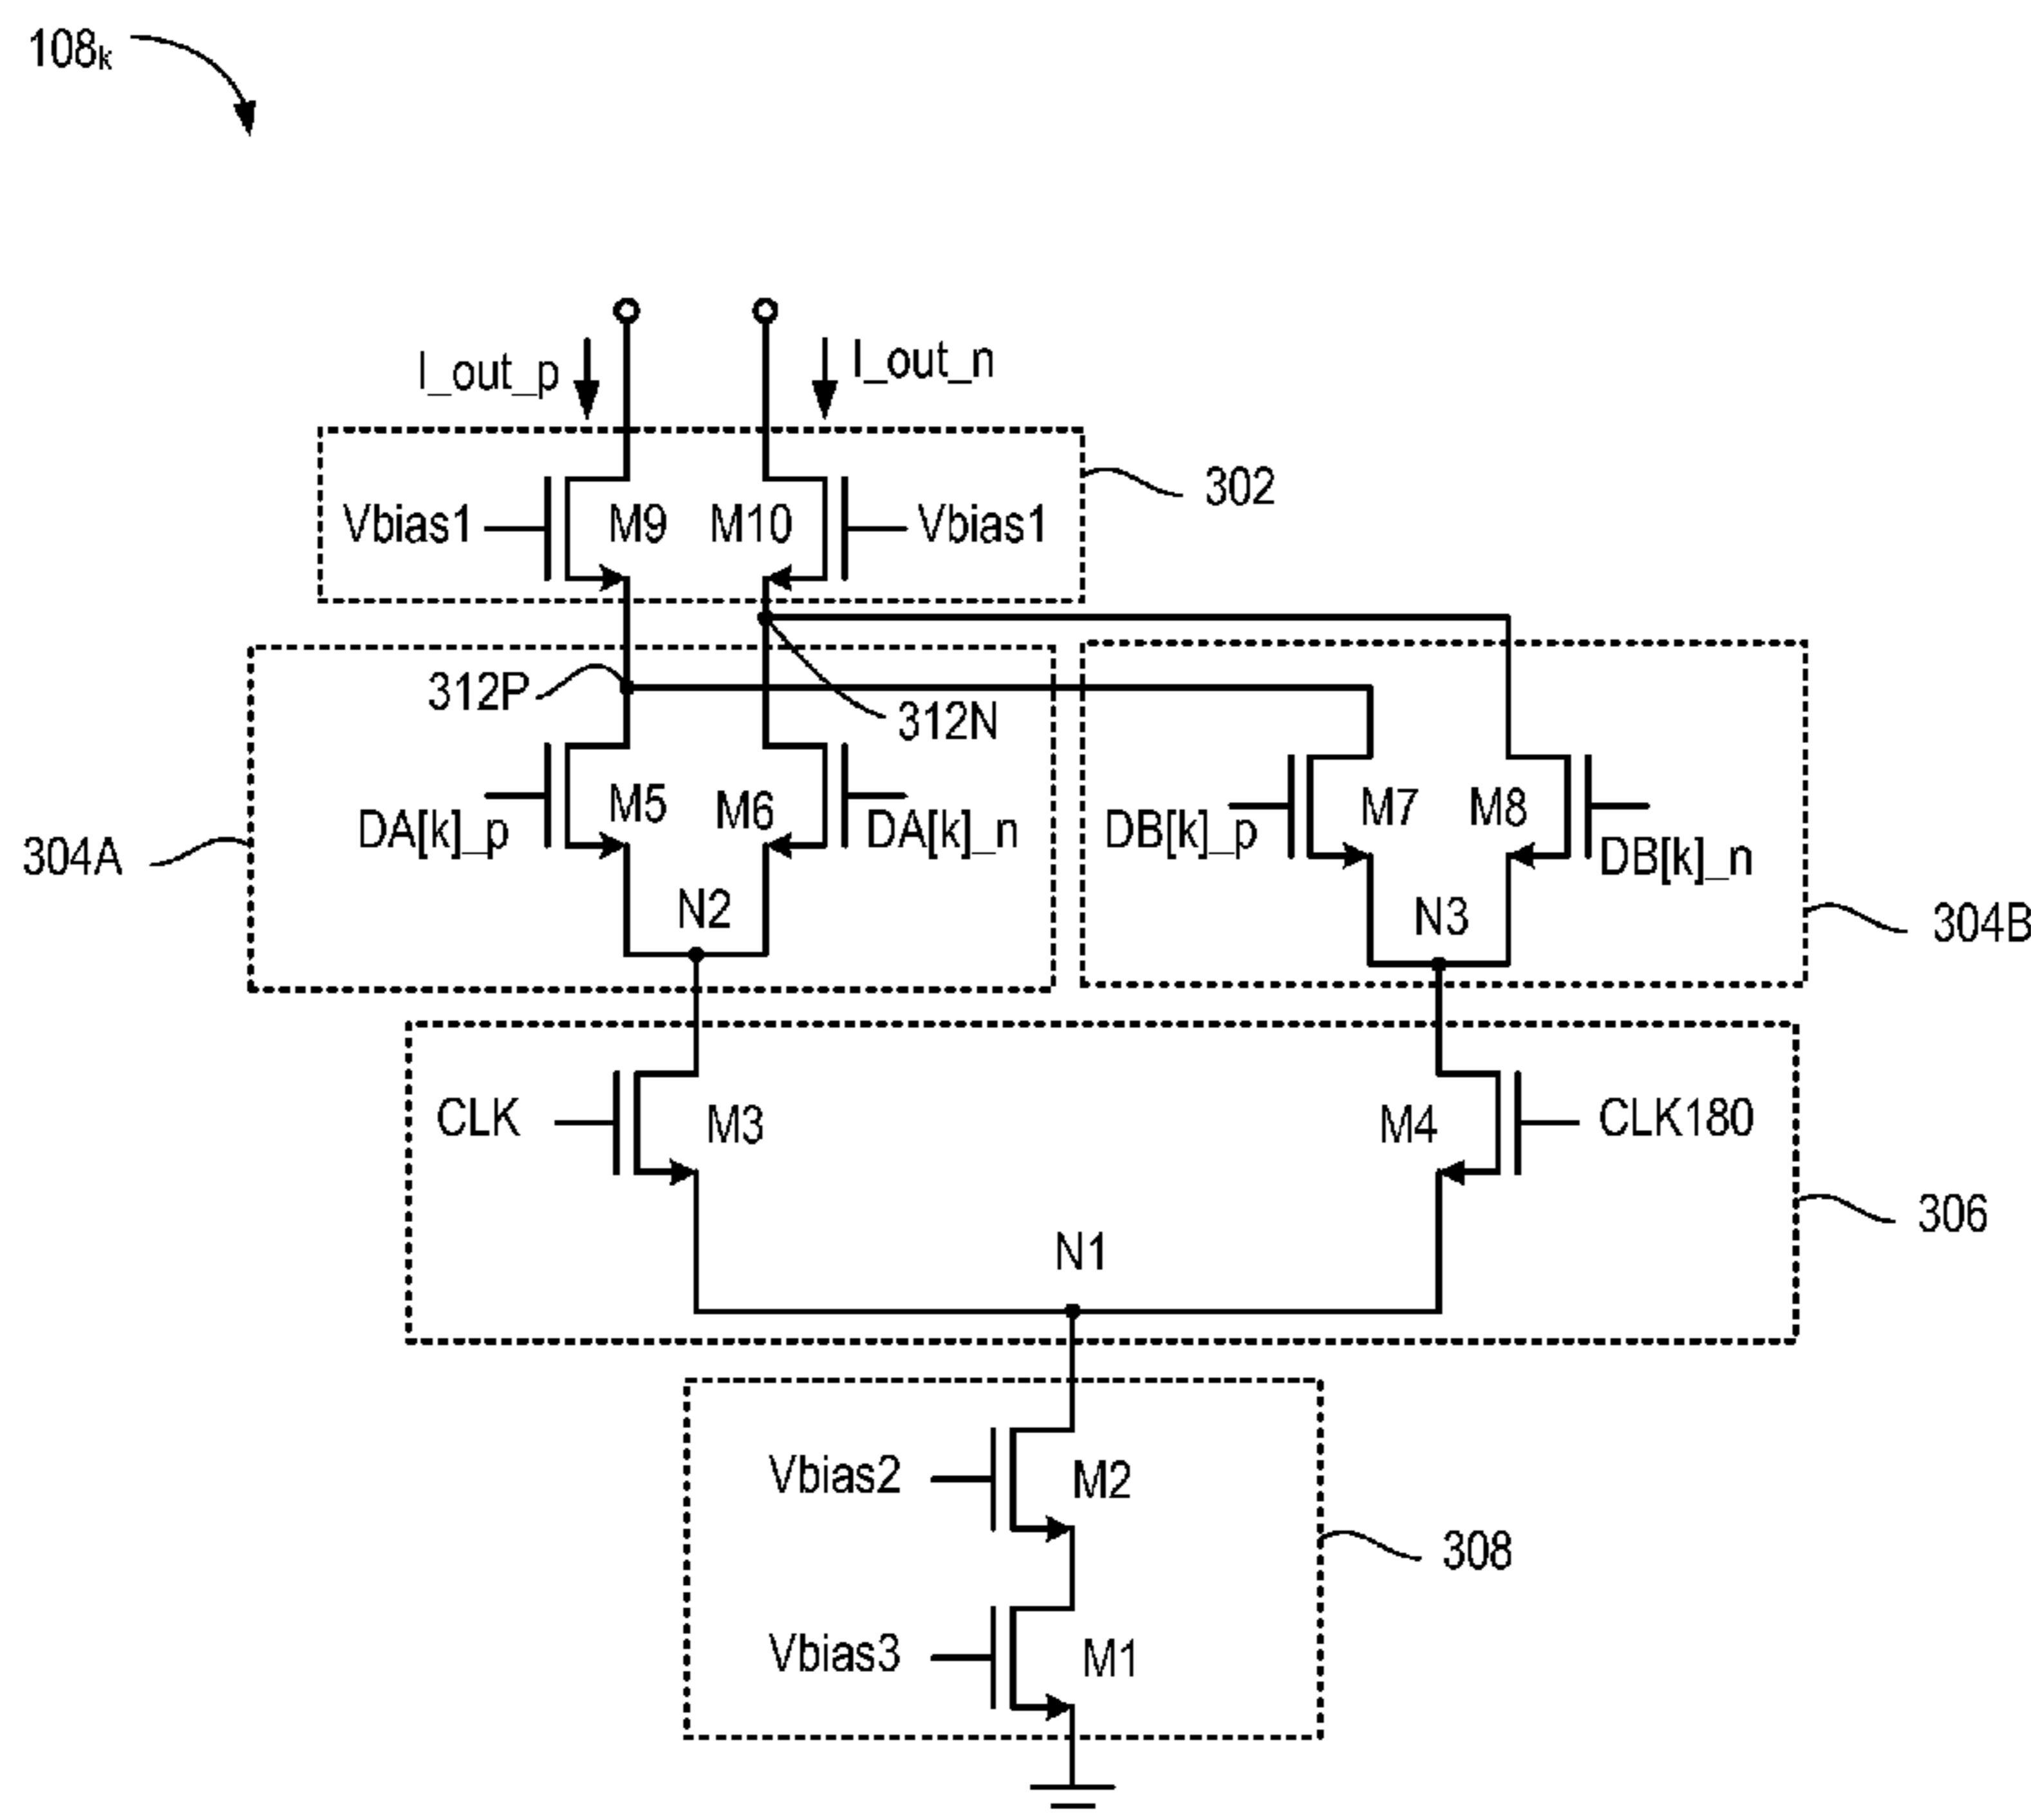 108k
I_out_p
I_out_n
302
Vbias1
M9
M10
Vbias1
312P
312N
304A
DA[k]_p
M5
M6
DA[k]_n
DB[k]_p
M7
M8
DB[k]_n
304B
N2
N3
CLK
M3
M4
CLK180
306
N1
Vbias2
M2
308
Vbias3
M1